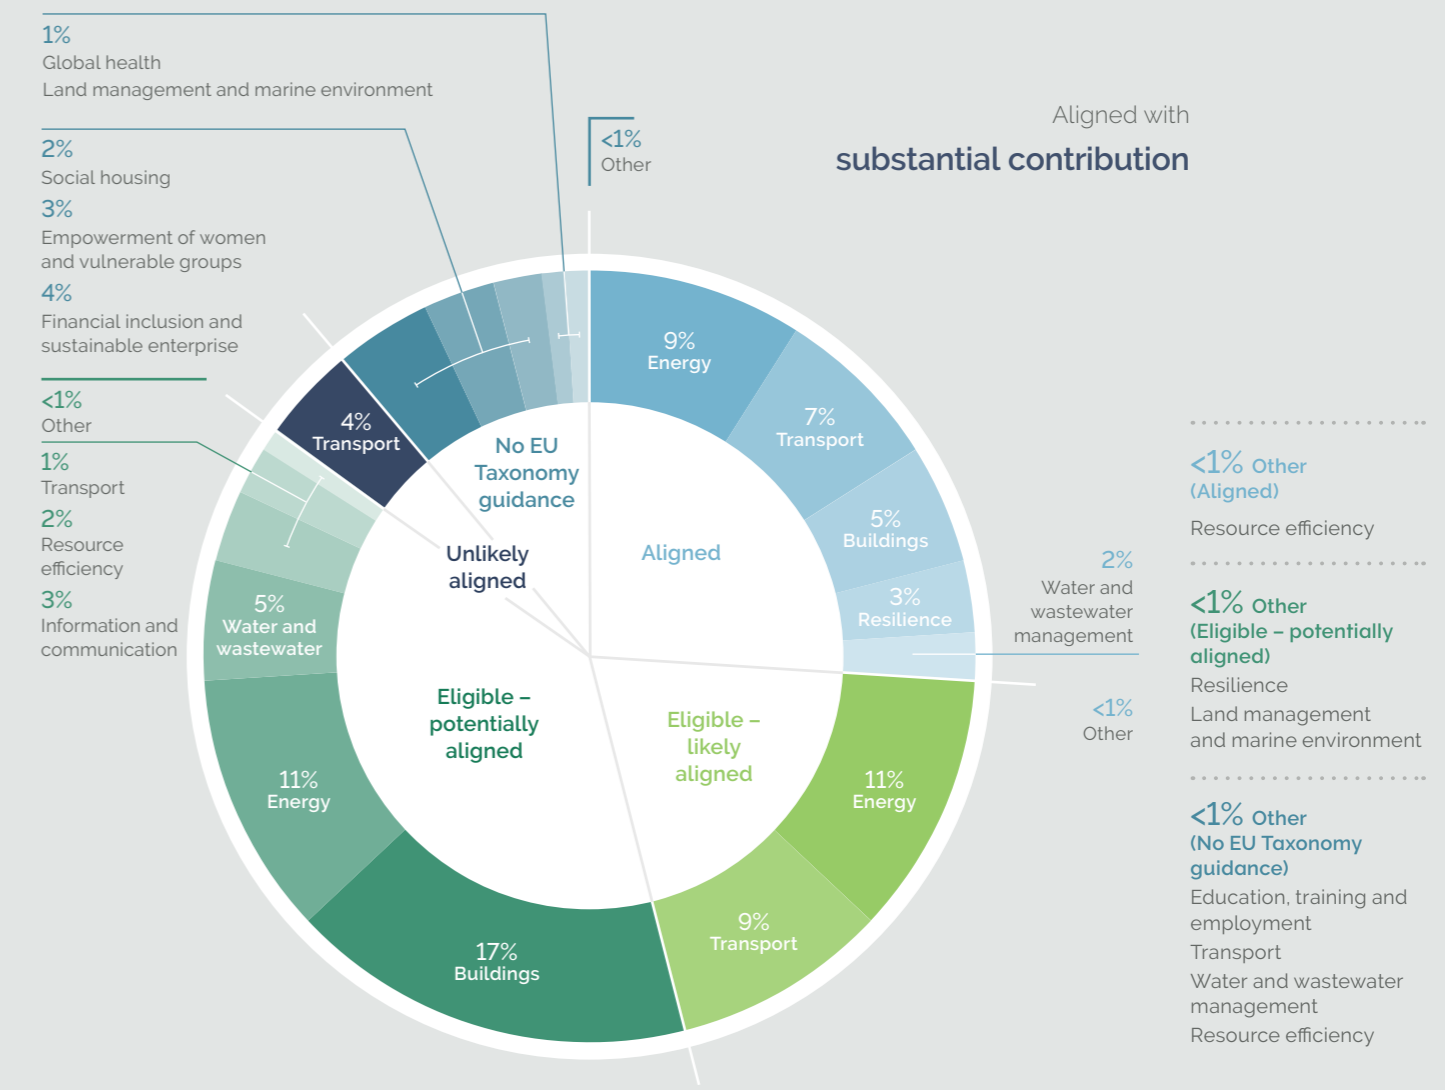 1%
Global health
Land management and marine environment
2%
Social housing
3%
Empowerment of women
and vulnerable groups
4%
Financial inclusion and
sustainable enterprise
<1%
Other
1%
Transport
2%
Resource
efficiency
3%
Information and
communication
<1%
Other
Aligned with
substantial contribution
9%
Energy
7%
Transport
5%
Buildings
3%
Resilience
2%
Water and
wastewater
management
<1%
Other
11%
Energy
9%
Transport
17%
Buildings
11%
Energy
5%
Water and
wastewater
4%
Transport
No EU
Taxonomy
guidance
Unlikely
aligned
Aligned
Eligible –
potentially
aligned
Eligible –
likely
aligned
<1% Other
(Aligned)
Resource efficiency
<1% Other
(Eligible – potentially
aligned)
Resilience
Land management
and marine environment
<1% Other
(No EU Taxonomy
guidance)
Education, training and
employment
Transport
Water and wastewater
management
Resource efficiency